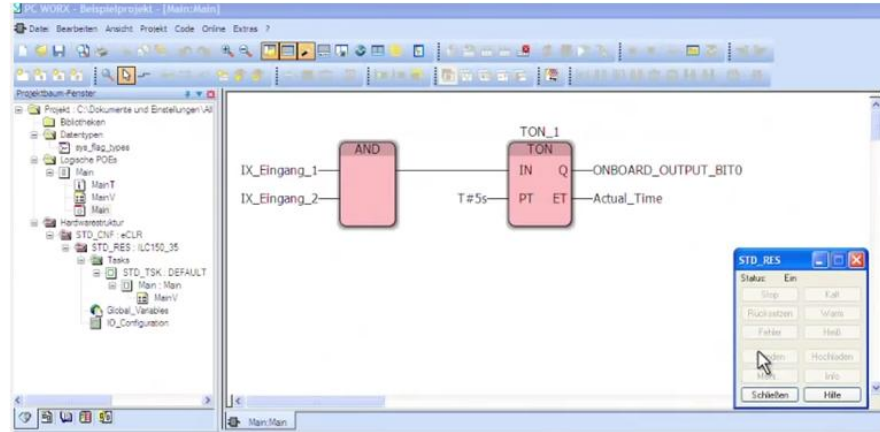 PC WORX - Beispielprojekt - [Main:Main]
Datei Bearbeiten Ansicht Projekt Code Online Extras ?
Projektbaum-Fenster
Projekt : C:\Dokumente und Einstellungen\All
Bibliotheken
Datentypen
sys_flag_types
Logische POEs
Main
MainT
MainV
Main
Hardwarestruktur
STD_CNF : eCLR
STD_RES : ILC150_35
Tasks
STD_TSK : DEFAULT
Main : Main
MainV
Global_Variables
IO_Configuration
TON_1
AND
TON
IX_Eingang_1
IN Q
ONBOARD_OUTPUT_BIT0
IX_Eingang_2
T#5s
PT ET
Actual_Time
STD_RES
Status: Ein
Stop Kalt
Rücksetzen Warm
Fehler Heiß
Hochladen
Info
Schließen Hilfe
Main:Main